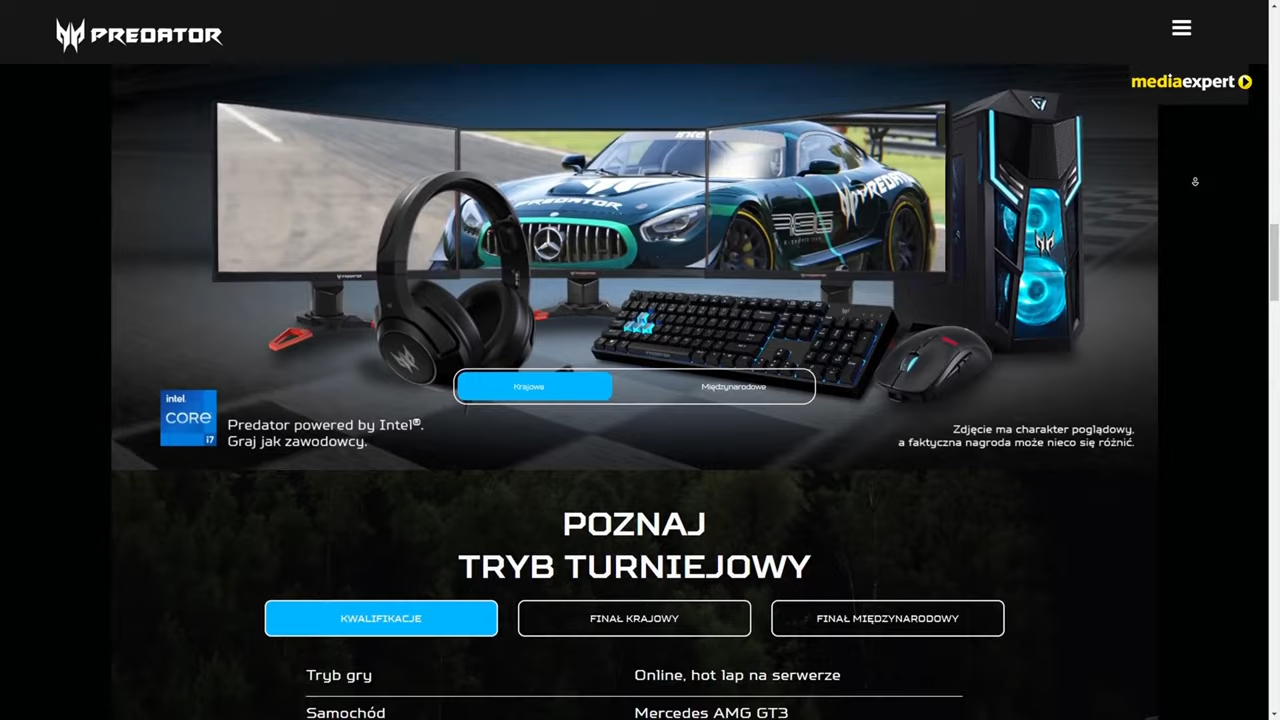 PREDATOR
mediaexpert
PREDATOR
PREDATOR
intel
CORE
i7
Predator powered by Intel®.
Graj jak zawodowcy.
Krajowe
Międzynarodowe
Zdjęcie ma charakter poglądowy,
a faktyczna nagroda może nieco się różnić.
POZNAJ
TRYB TURNIEJOWY
KWALIFIKACJE
FINAŁ KRAJOWY
FINAŁ MIĘDZYNARODOWY
Tryb gry
Online, hot lap na serwerze
Samochód
Mercedes AMG GT3